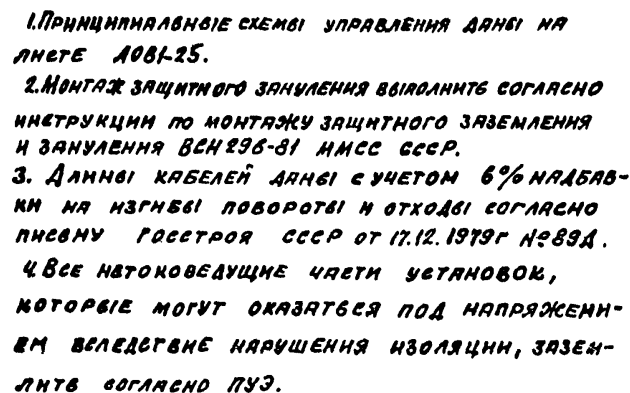 1. Принципиальные схемы управления даны на
листе АОВ1-25.
2. Монтаж защитного зануления выполнить согласно
инструкции по монтажу защитного заземления
и зануления ВСН 296-81 ММСС СССР.
3. Длины кабелей даны с учетом 6% надбав-
ки на изгибы повороты и отходы согласно
письму Госстроя СССР от 17.12.1979г №89Д.
4. Все нетоковедущие части установок,
которые могут оказаться под напряжени-
ем вследствие нарушения изоляции, зазем-
лить согласно ПУЭ.